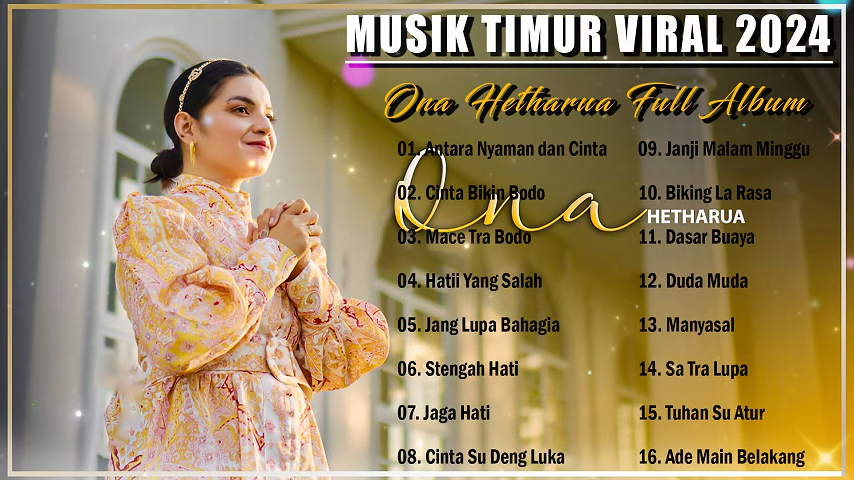 MUSIK TIMUR VIRAL 2024
Ona Hetharua Full Album
01. Antara Nyaman dan Cinta
02. Cinta Bikin Bodo
03. Mace Tra Bodo
04. Hatii Yang Salah
05. Jang Lupa Bahagia
06. Stengah Hati
07. Jaga Hati
08. Cinta Su Deng Luka
09. Janji Malam Minggu
10. Biking La Rasa
11. Dasar Buaya
12. Duda Muda
13. Manyasal
14. Sa Tra Lupa
15. Tuhan Su Atur
16. Ade Main Belakang
Ona
HETHARUA